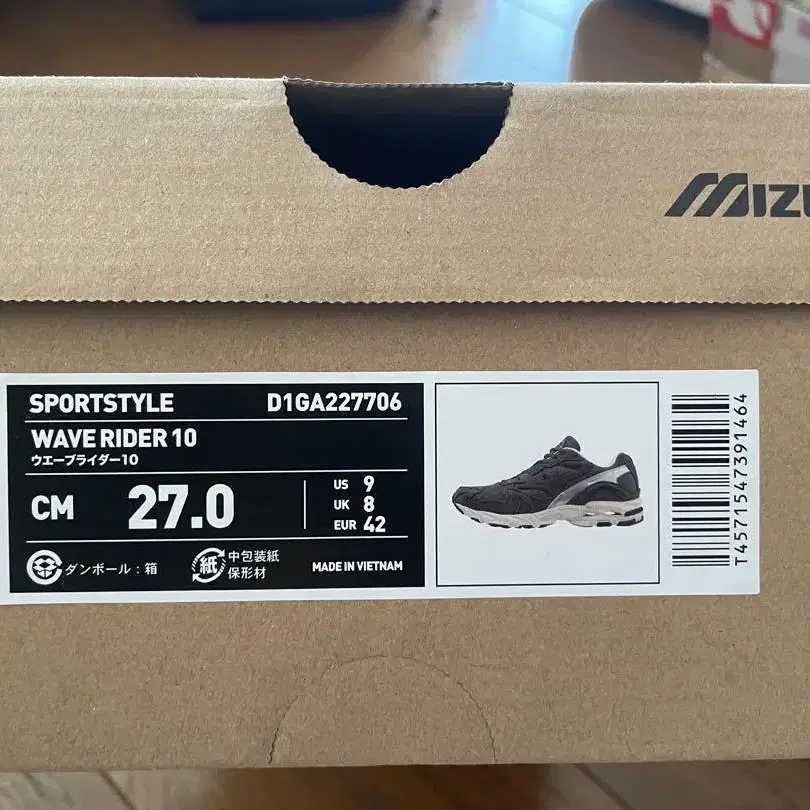 MIZU
SPORTSTYLE D1GA227706
WAVE RIDER 10
ウエーブライダー10
CM 27.0
US 9
UK 8
EUR 42
ダンボール：箱
紙 中包装紙
保形材
MADE IN VIETNAM
T4571547391464